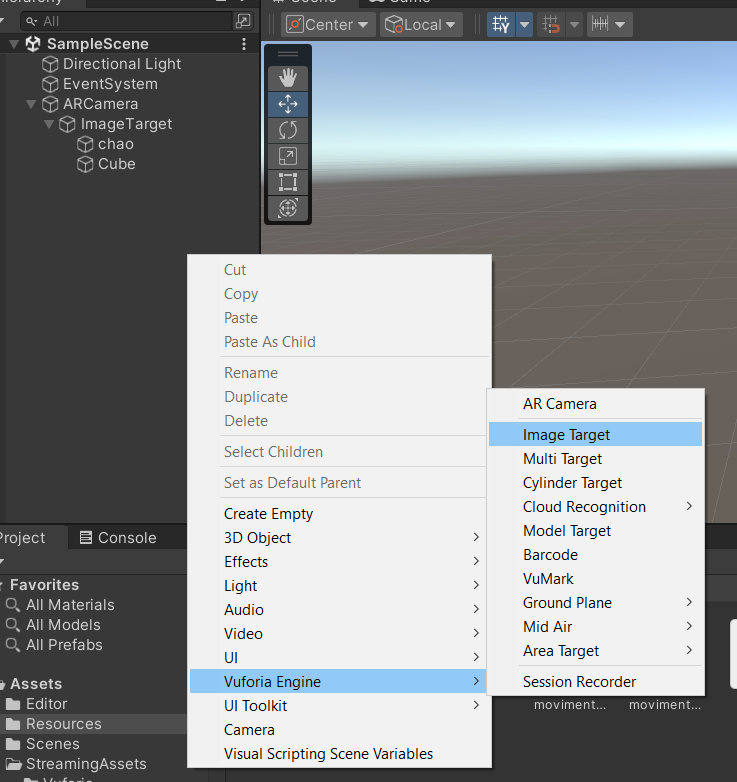 All
SampleScene
Directional Light
EventSystem
ARCamera
ImageTarget
chao
Cube
Center
Local
Cut
Copy
Paste
Paste As Child
Rename
Duplicate
Delete
Select Children
Set as Default Parent
Create Empty
3D Object
Effects
Light
Audio
Video
UI
Vuforia Engine
UI Toolkit
Camera
Visual Scripting Scene Variables
AR Camera
Image Target
Multi Target
Cylinder Target
Cloud Recognition
Model Target
Barcode
VuMark
Ground Plane
Mid Air
Area Target
Session Recorder
Project
Console
Favorites
All Materials
All Models
All Prefabs
Assets
Editor
Resources
Scenes
StreamingAssets
Vuforia
moviment... moviment...